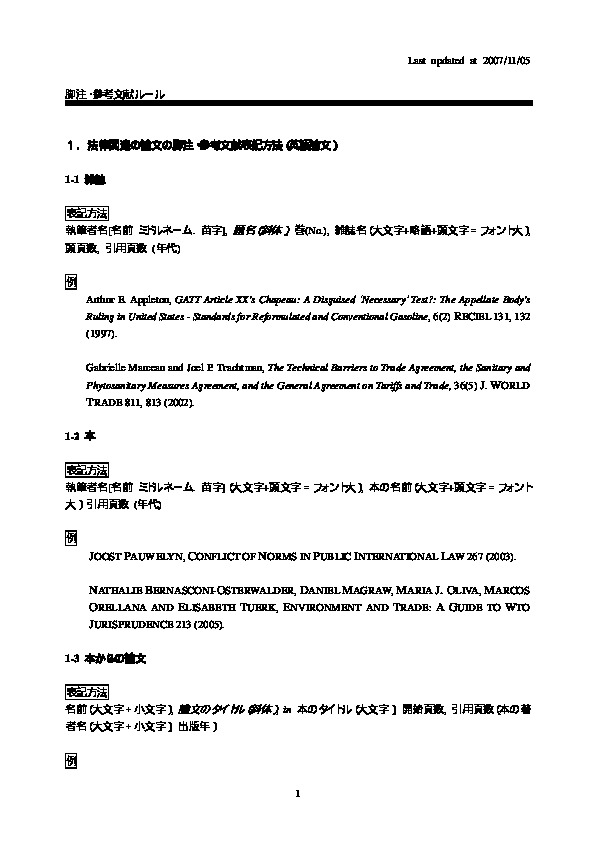 Last updated at 2007/11/05
脚注・参考文献ルール
1．法律関連の論文の脚注・参考文献表記方法（英語論文）
1-1 雑誌
表記方法
執筆者名[名前 ミドルネーム. 苗字], 題名（斜体）, 巻(No.), 雑誌名（大文字+略語+頭文字 = フォント大）,
頭頁数, 引用頁数 (年代)
例
Arthur E. Appleton, GATT Article XX's Chapeau: A Disguised 'Necessary' Test?: The Appellate Body's
Ruling in United States - Standards for Reformulated and Conventional Gasoline, 6(2) RECIEL 131, 132
(1997).
Gabrielle Marceau and Joel P. Trachtman, The Technical Barriers to Trade Agreement, the Sanitary and
Phytosanitary Measures Agreement, and the General Agreement on Tariffs and Trade, 36(5) J. WORLD
TRADE 811, 813 (2002).
1-2 本
表記方法
執筆者名[名前 ミドルネーム. 苗字]（大文字+頭文字 = フォント大）, 本の名前（大文字+頭文字 = フォント
大）引用頁数 (年代)
例
JOOST PAUWELYN, CONFLICT OF NORMS IN PUBLIC INTERNATIONAL LAW 267 (2003).
NATHALIE BERNASCONI-OSTERWALDER, DANIEL MAGRAW, MARIA J. OLIVA, MARCOS
ORELLANA AND ELISABETH TUERK, ENVIRONMENT AND TRADE: A GUIDE TO WTO
JURISPRUDENCE 213 (2005).
1-3 本からの論文
表記方法
名前（大文字 + 小文字）, 論文のタイトル（斜体）, in 本のタイトル（大文字） 開始頁数, 引用頁数（本の著
者名（大文字 + 小文字） 出版年）
例
1